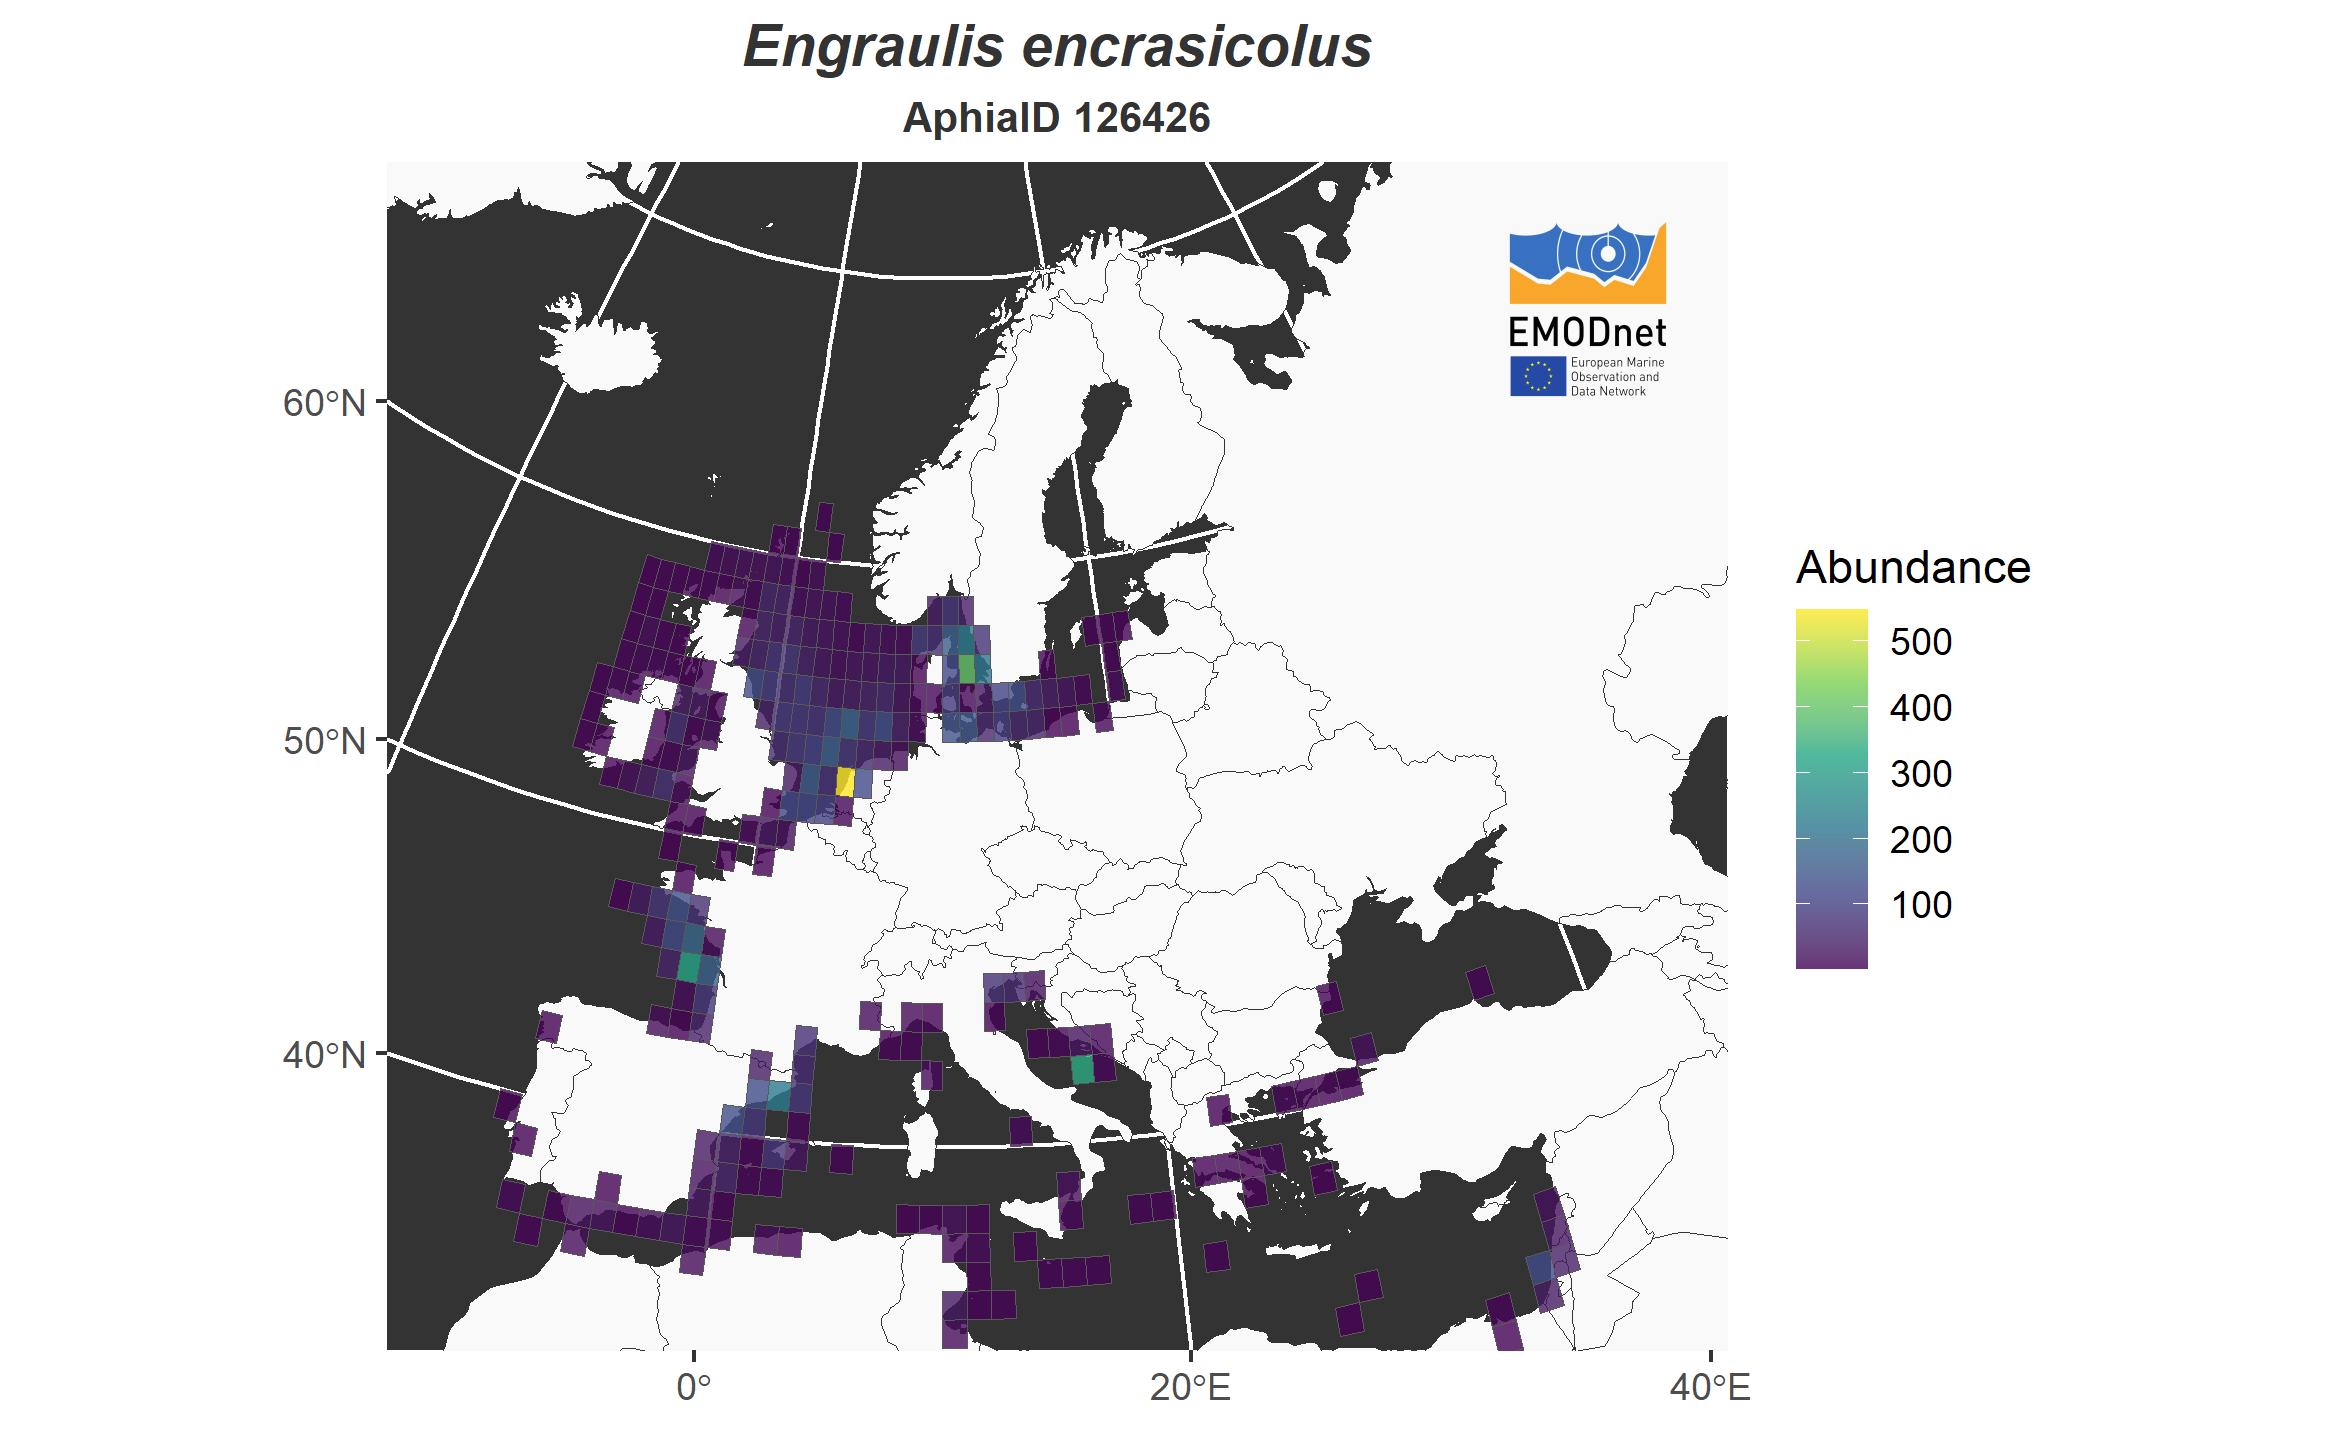 Engraulis encrasicolus
AphiaID 126426
EMODnet
European Marine
Observation and
Data Network
60°N
50°N
40°N
0°
20°E
40°E
Abundance
500
400
300
200
100